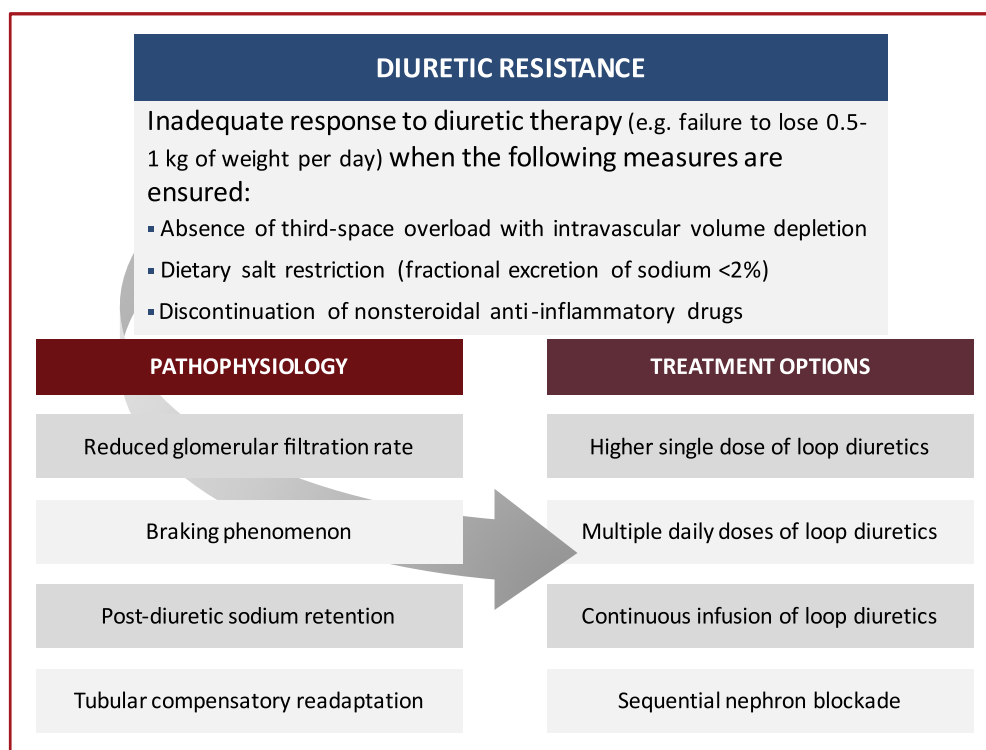 DIURETIC RESISTANCE
Inadequate response to diuretic therapy (e.g. failure to lose 0.5-
1 kg of weight per day) when the following measures are
ensured:
▪ Absence of third-space overload with intravascular volume depletion
▪ Dietary salt restriction (fractional excretion of sodium <2%)
▪ Discontinuation of nonsteroidal anti-inflammatory drugs
PATHOPHYSIOLOGY
Reduced glomerular filtration rate
Braking phenomenon
Post-diuretic sodium retention
Tubular compensatory readaptation
TREATMENT OPTIONS
Higher single dose of loop diuretics
Multiple daily doses of loop diuretics
Continuous infusion of loop diuretics
Sequential nephron blockade